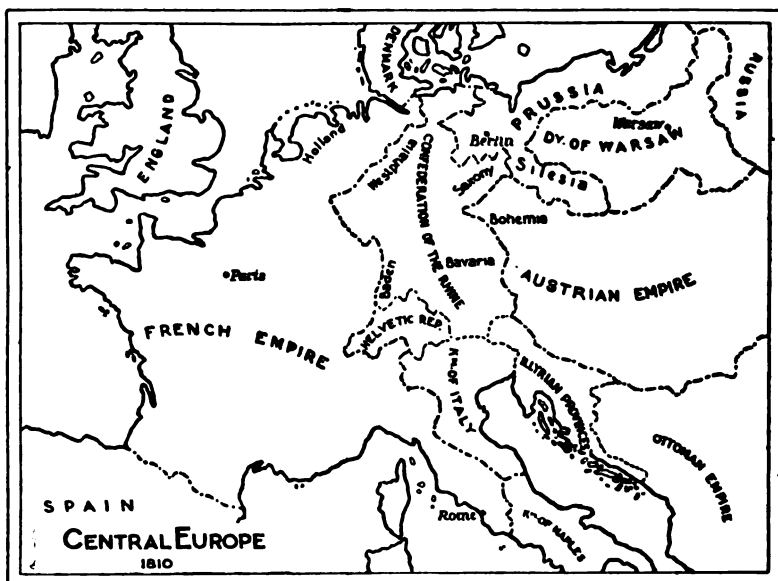 DENMARK
RUSSIA
ENGLAND
Holland
PRUSSIA
Warsaw
Berlin
DY. OF WARSAW
Westphalia
CONFEDERATION OF THE RHINE
Saxony
Silesia
Bohemia
Paris
Baden
Bavaria
AUSTRIAN EMPIRE
FRENCH EMPIRE
HELVETIC REP.
KM. OF ITALY
ILLYRIAN PROVINCES
OTTOMAN EMPIRE
SPAIN
Rome
KM. OF NAPLES
CENTRAL EUROPE
1810